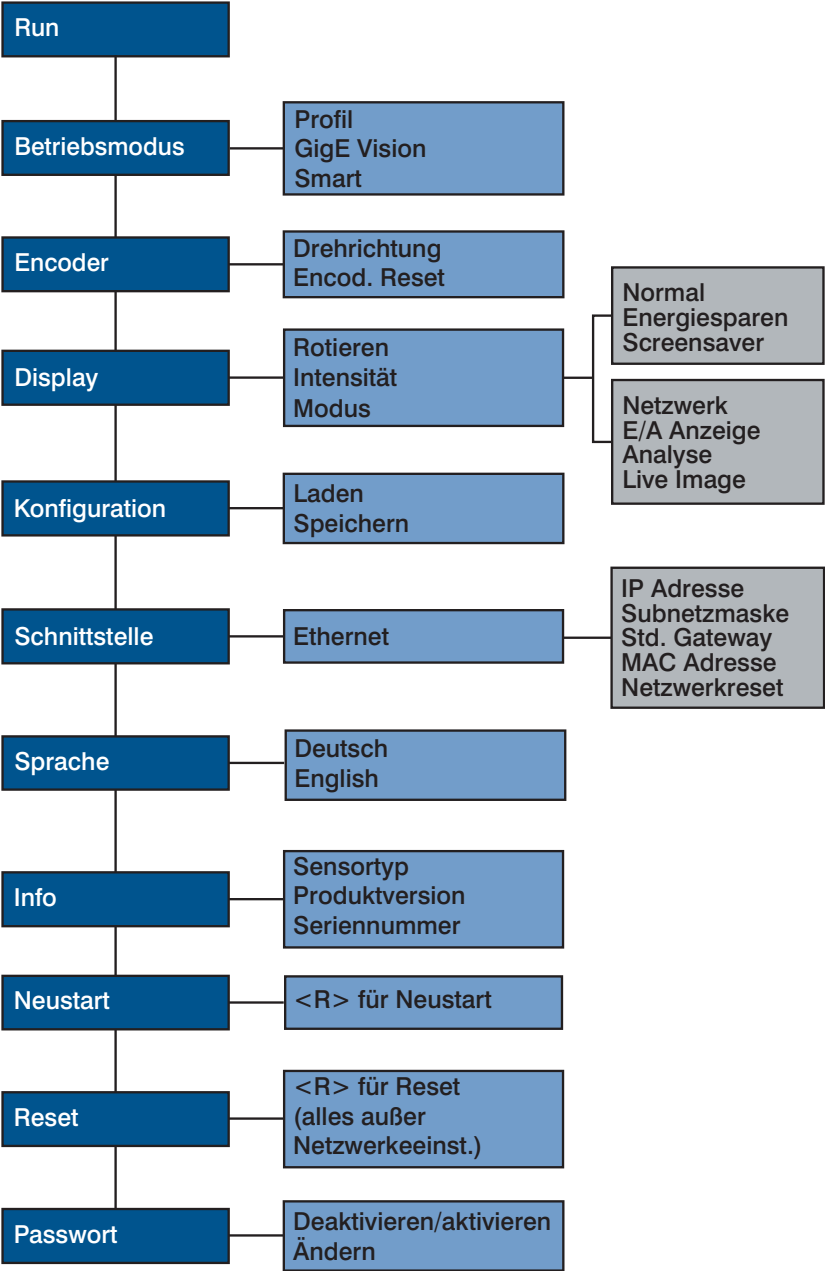 Run
Betriebsmodus
Profil
GigE Vision
Smart
Encoder
Drehrichtung
Encod. Reset
Display
Rotieren
Intensität
Modus
Normal
Energiesparen
Screensaver
Netzwerk
E/A Anzeige
Analyse
Live Image
Konfiguration
Laden
Speichern
Schnittstelle
Ethernet
IP Adresse
Subnetzmaske
Std. Gateway
MAC Adresse
Netzwerkreset
Sprache
Deutsch
English
Info
Sensortyp
Produktversion
Seriennummer
Neustart
<R> für Neustart
Reset
<R> für Reset
(alles außer
Netzwerkeeinst.)
Passwort
Deaktivieren/aktivieren
Ändern